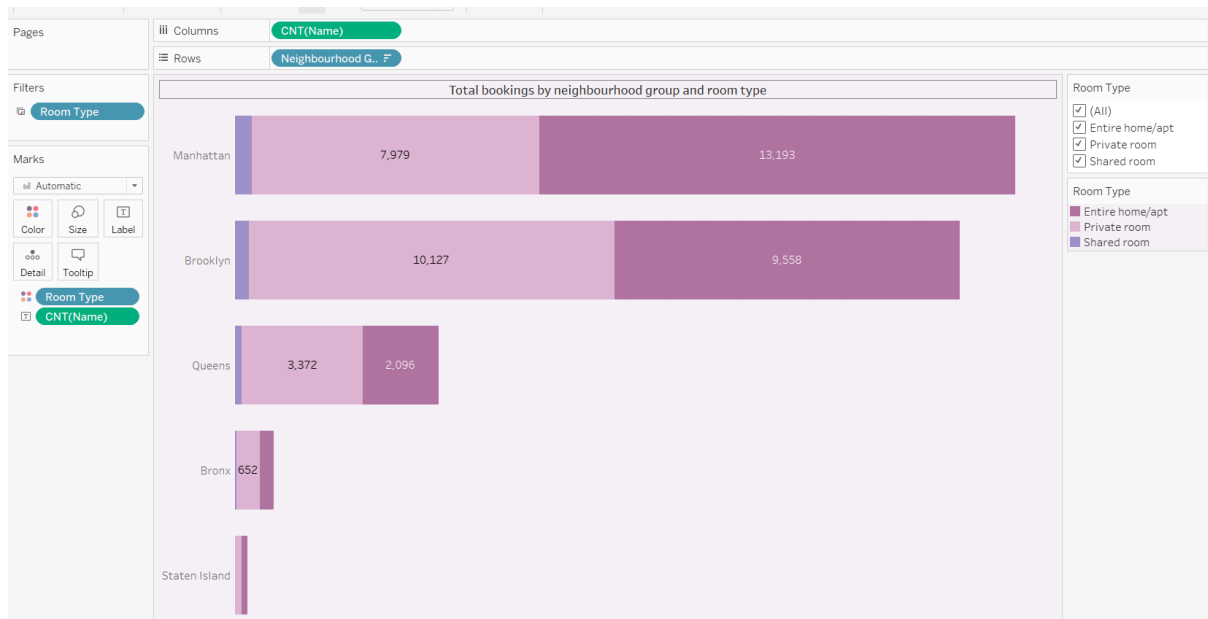 Pages
Columns
CNT(Name)
Rows
Neighbourhood G..
Filters
Room Type
Marks
Automatic
Color
Size
Label
Detail
Tooltip
Room Type
CNT(Name)
Total bookings by neighbourhood group and room type
Manhattan
7,979
13,193
Brooklyn
10,127
9,558
Queens
3,372
2,096
Bronx
652
Staten Island
Room Type
(All)
Entire home/apt
Private room
Shared room
Room Type
Entire home/apt
Private room
Shared room